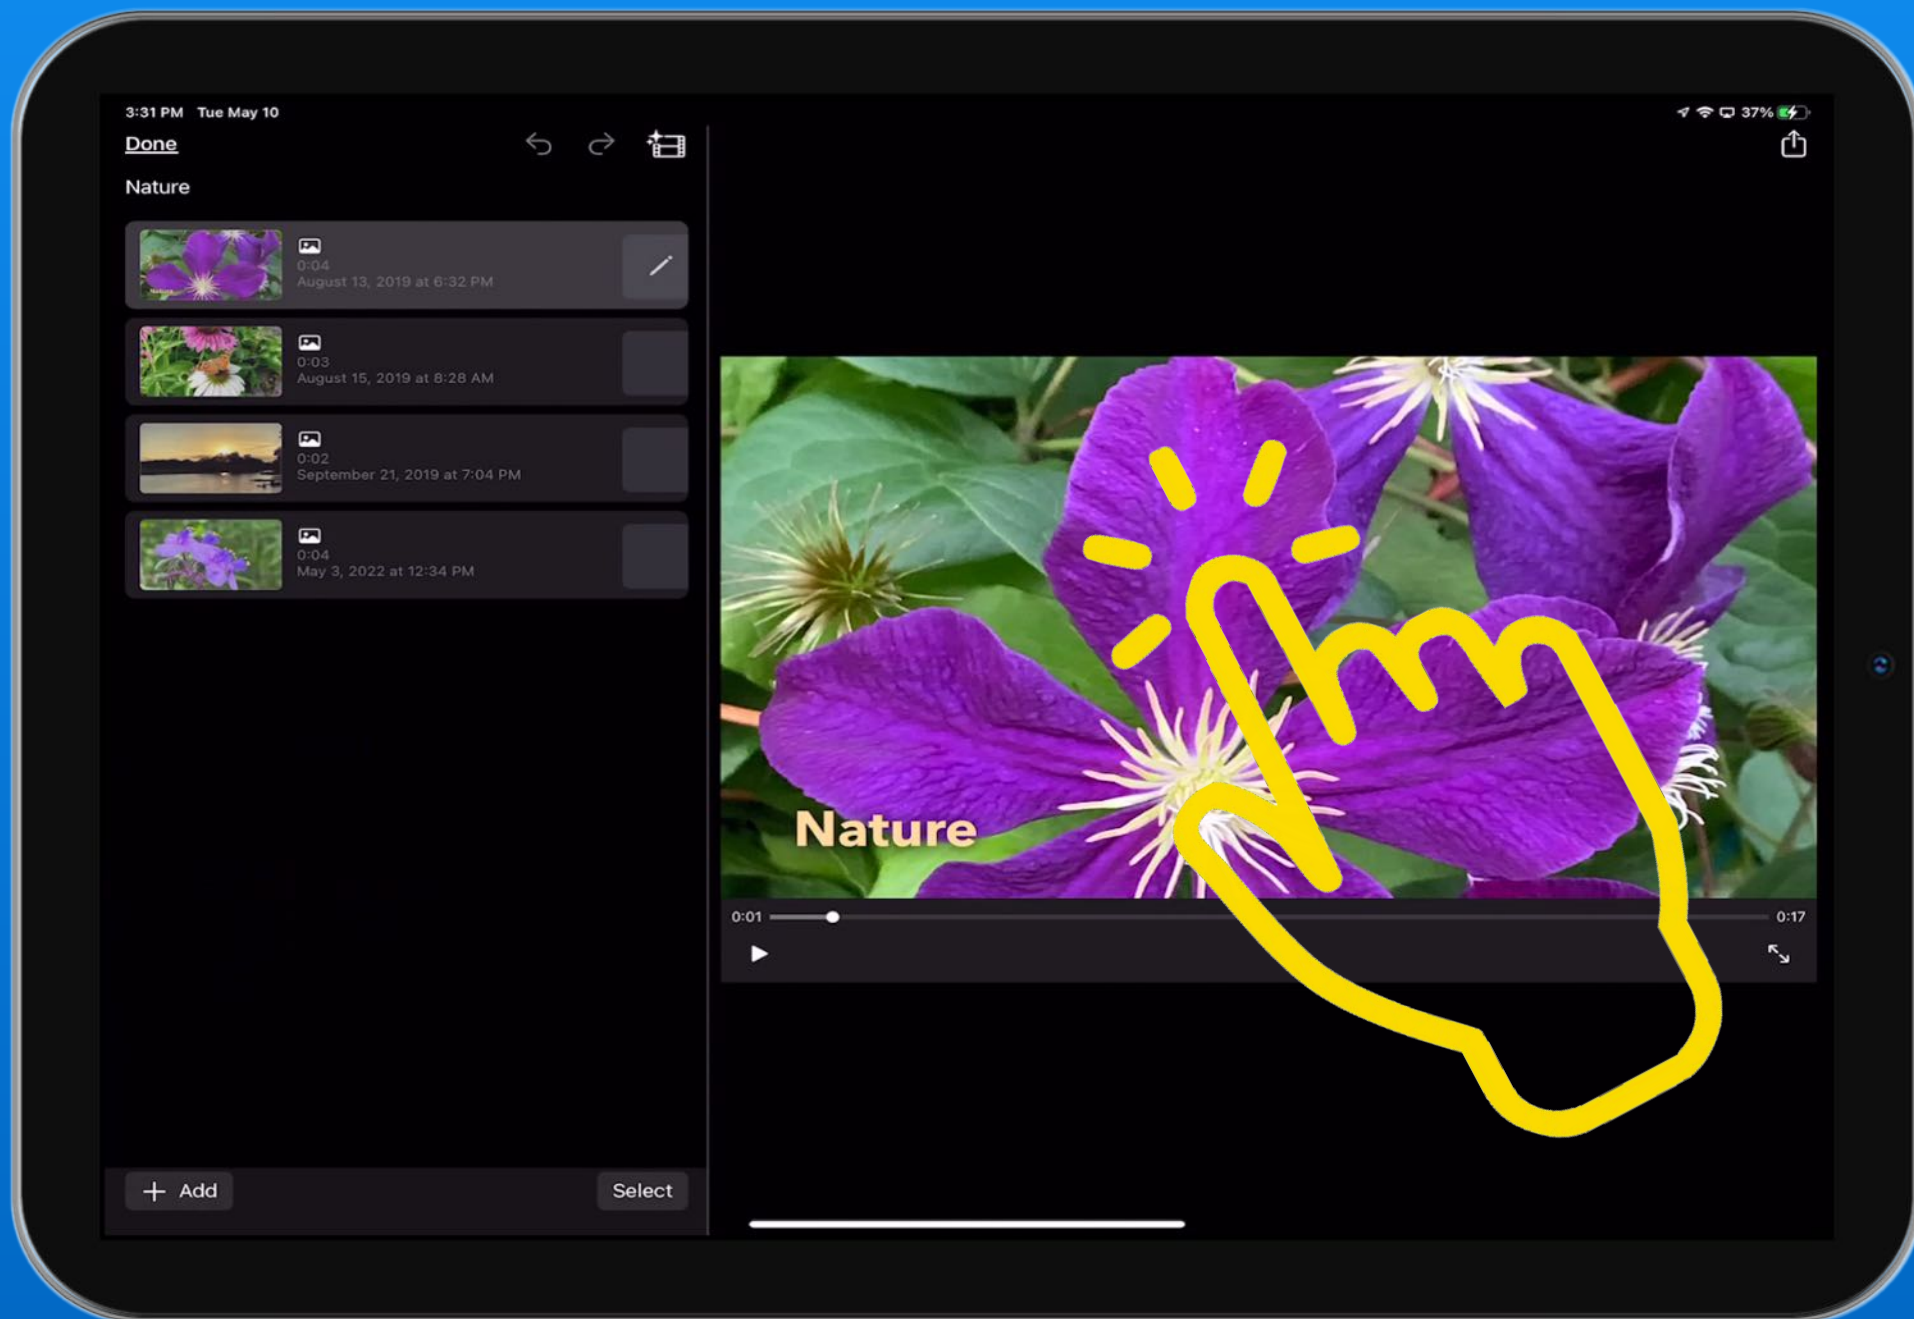 3:31 PM Tue May 10
37%
Done
Nature
0:04
August 13, 2019 at 6:32 PM
0:03
August 15, 2019 at 8:28 AM
0:02
September 21, 2019 at 7:04 PM
0:04
May 3, 2022 at 12:34 PM
Add
Select
Nature
0:01
0:17